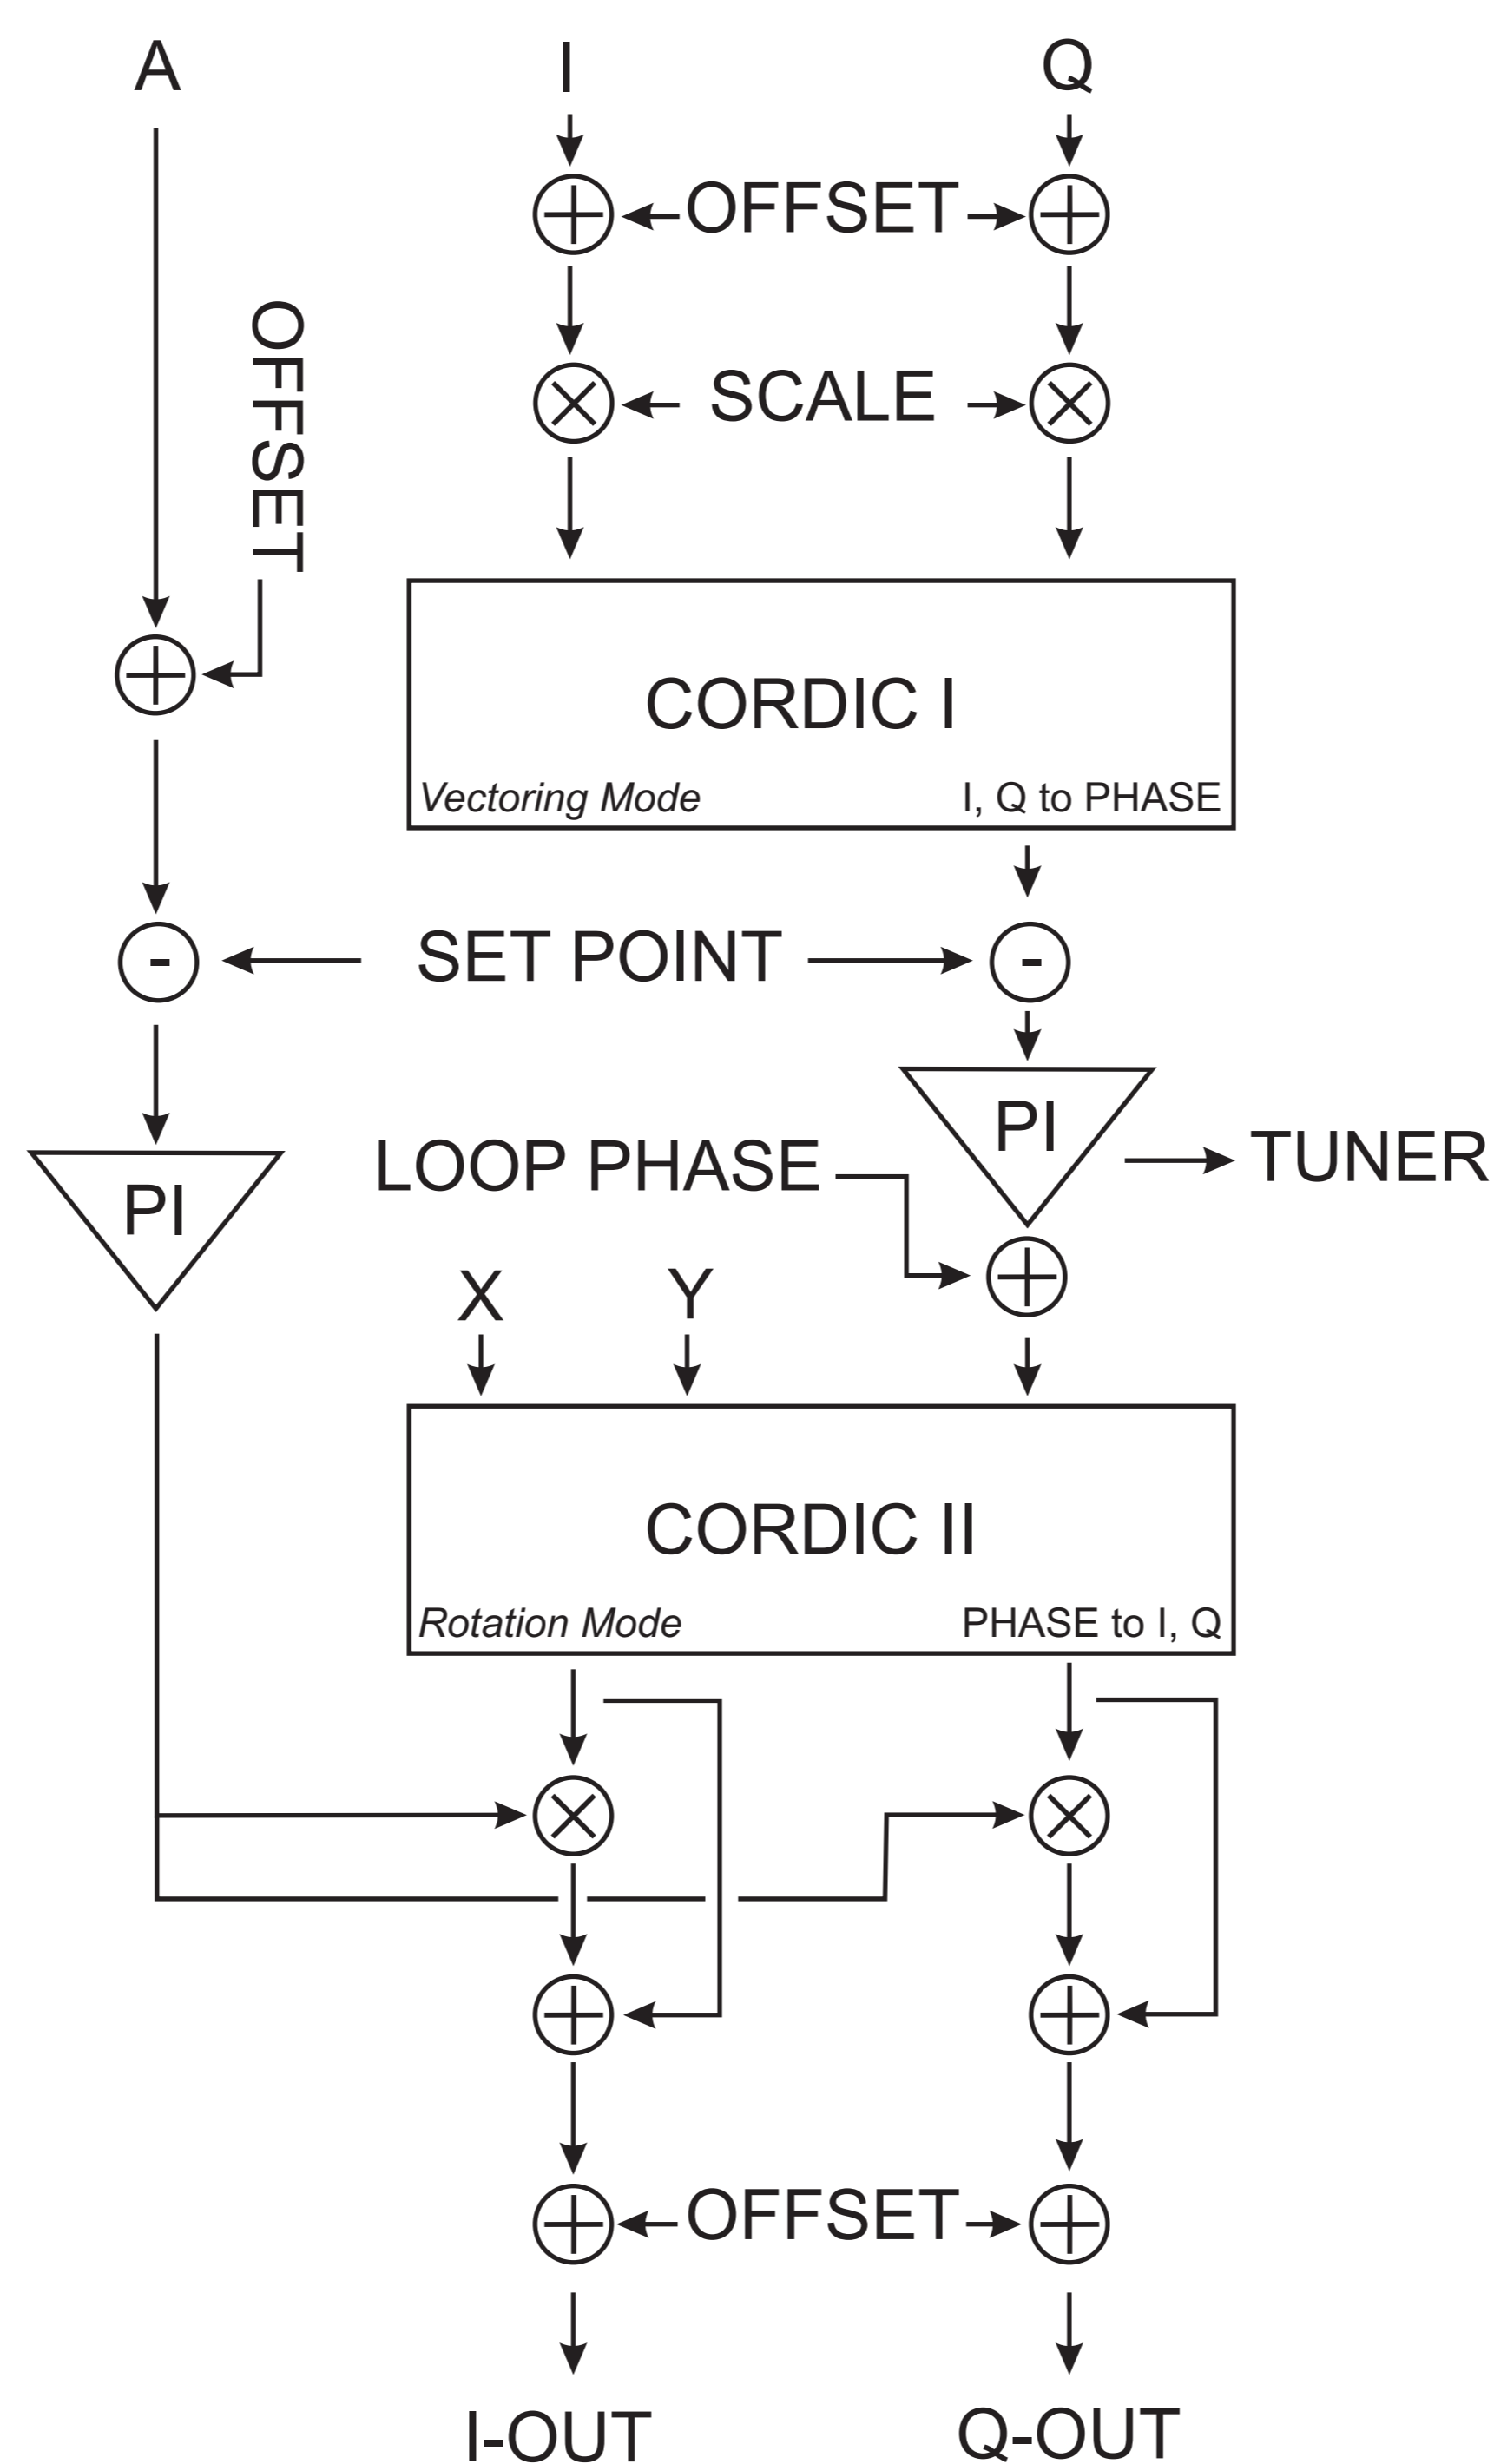 A
I
Q
OFFSET
OFFSET
SCALE
CORDIC I
Vectoring Mode
I, Q to PHASE
SET POINT
-
-
PI
TUNER
LOOP PHASE
PI
X
Y
CORDIC II
Rotation Mode
PHASE to I, Q
OFFSET
I-OUT
Q-OUT